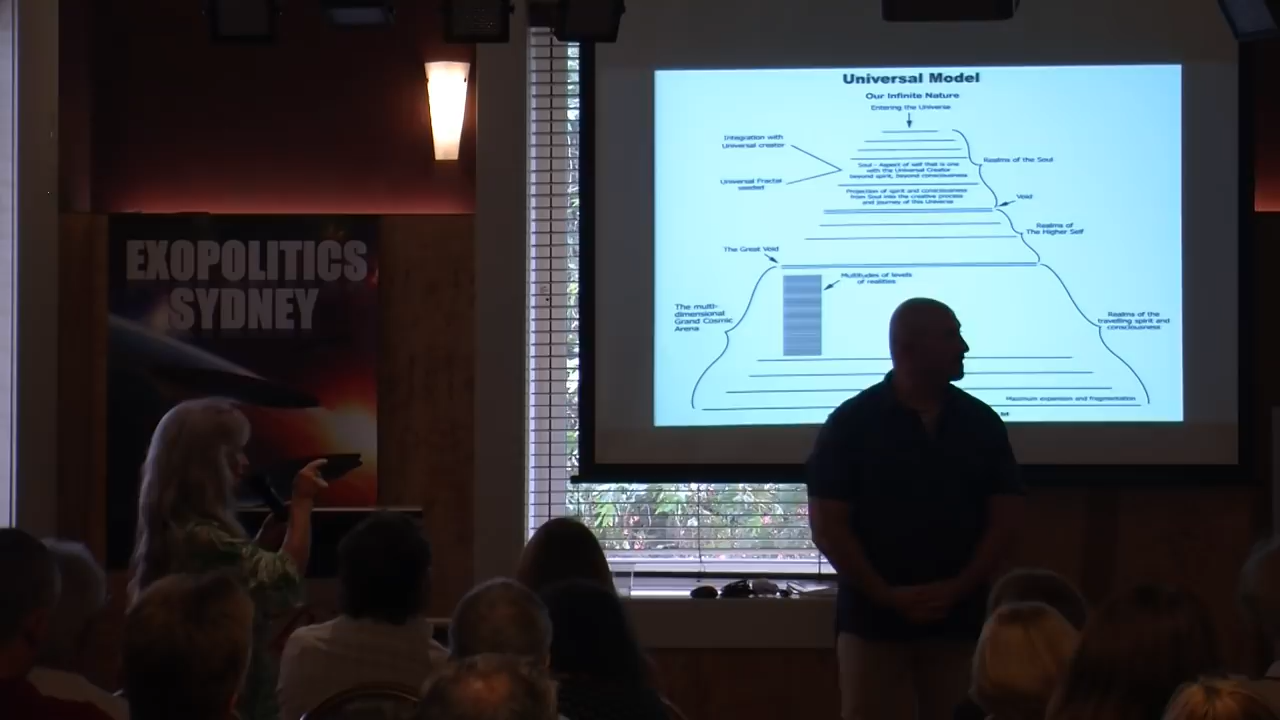 EXOPOLITICS
SYDNEY
Universal Model
Our Infinite Nature
Entering the Universe
Integration with
Universal creator
Realms of the Soul
Soul - Aspect of self that is one
with the Universal Creator
beyond spirit, beyond consciousness
Universal Fractal
seeded
Projection of spirit and consciousness
from Soul into the creative process
and journey of this Universe
Void
Realms of
The Higher Self
The Great Void
Multitudes of levels
of realities
The multi-
dimensional
Grand Cosmic
Arena
Realms of the
travelling spirit and
consciousness
Maximum expansion and fragmentation